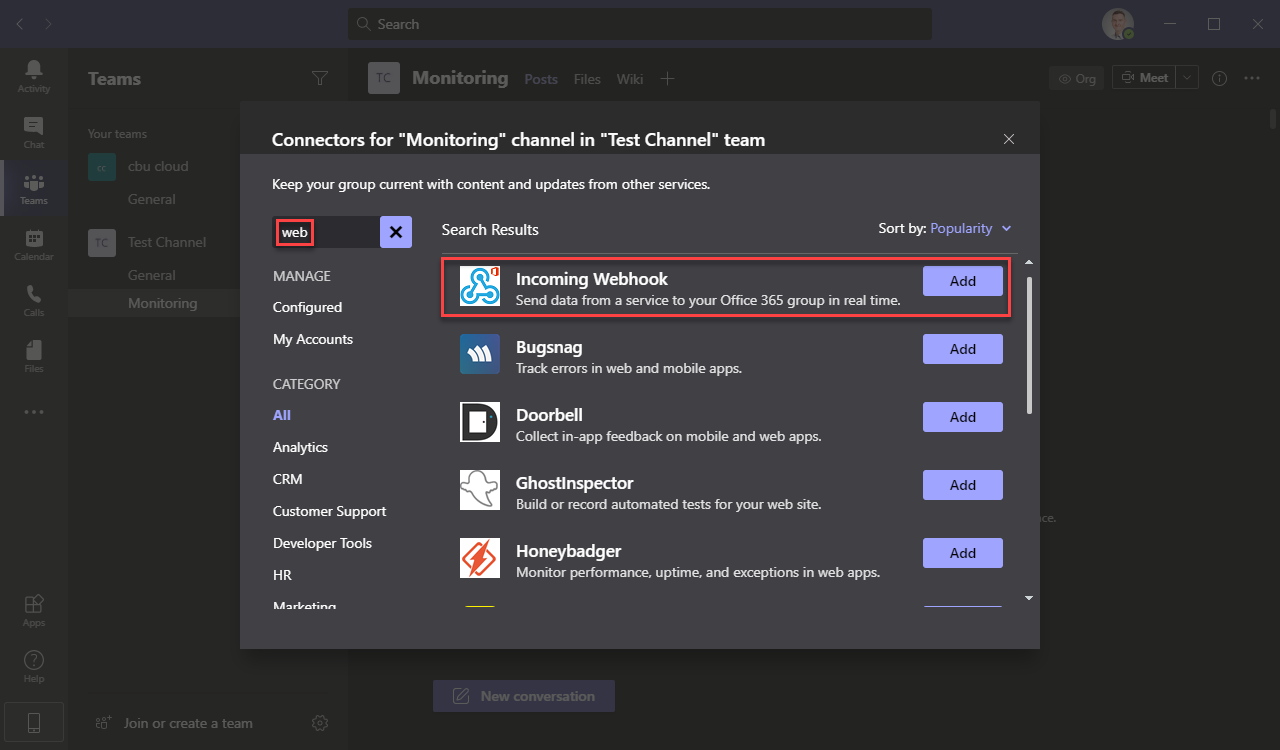 Search
Activity
Chat
Teams
Calendar
Calls
Files
Apps
Help
Teams
Your teams
cc
cbu cloud
General
TC
Test Channel
General
Monitoring
Join or create a team
TC
Monitoring
Posts
Files
Wiki
Org
Meet
Connectors for "Monitoring" channel in "Test Channel" team
Keep your group current with content and updates from other services.
web
MANAGE
Configured
My Accounts
CATEGORY
All
Analytics
CRM
Customer Support
Developer Tools
HR
Marketing
Search Results
Sort by: Popularity
Incoming Webhook
Send data from a service to your Office 365 group in real time.
Add
Bugsnag
Track errors in web and mobile apps.
Add
Doorbell
Collect in-app feedback on mobile and web apps.
Add
GhostInspector
Build or record automated tests for your web site.
Add
Honeybadger
Monitor performance, uptime, and exceptions in web apps.
Add
nce.
New conversation